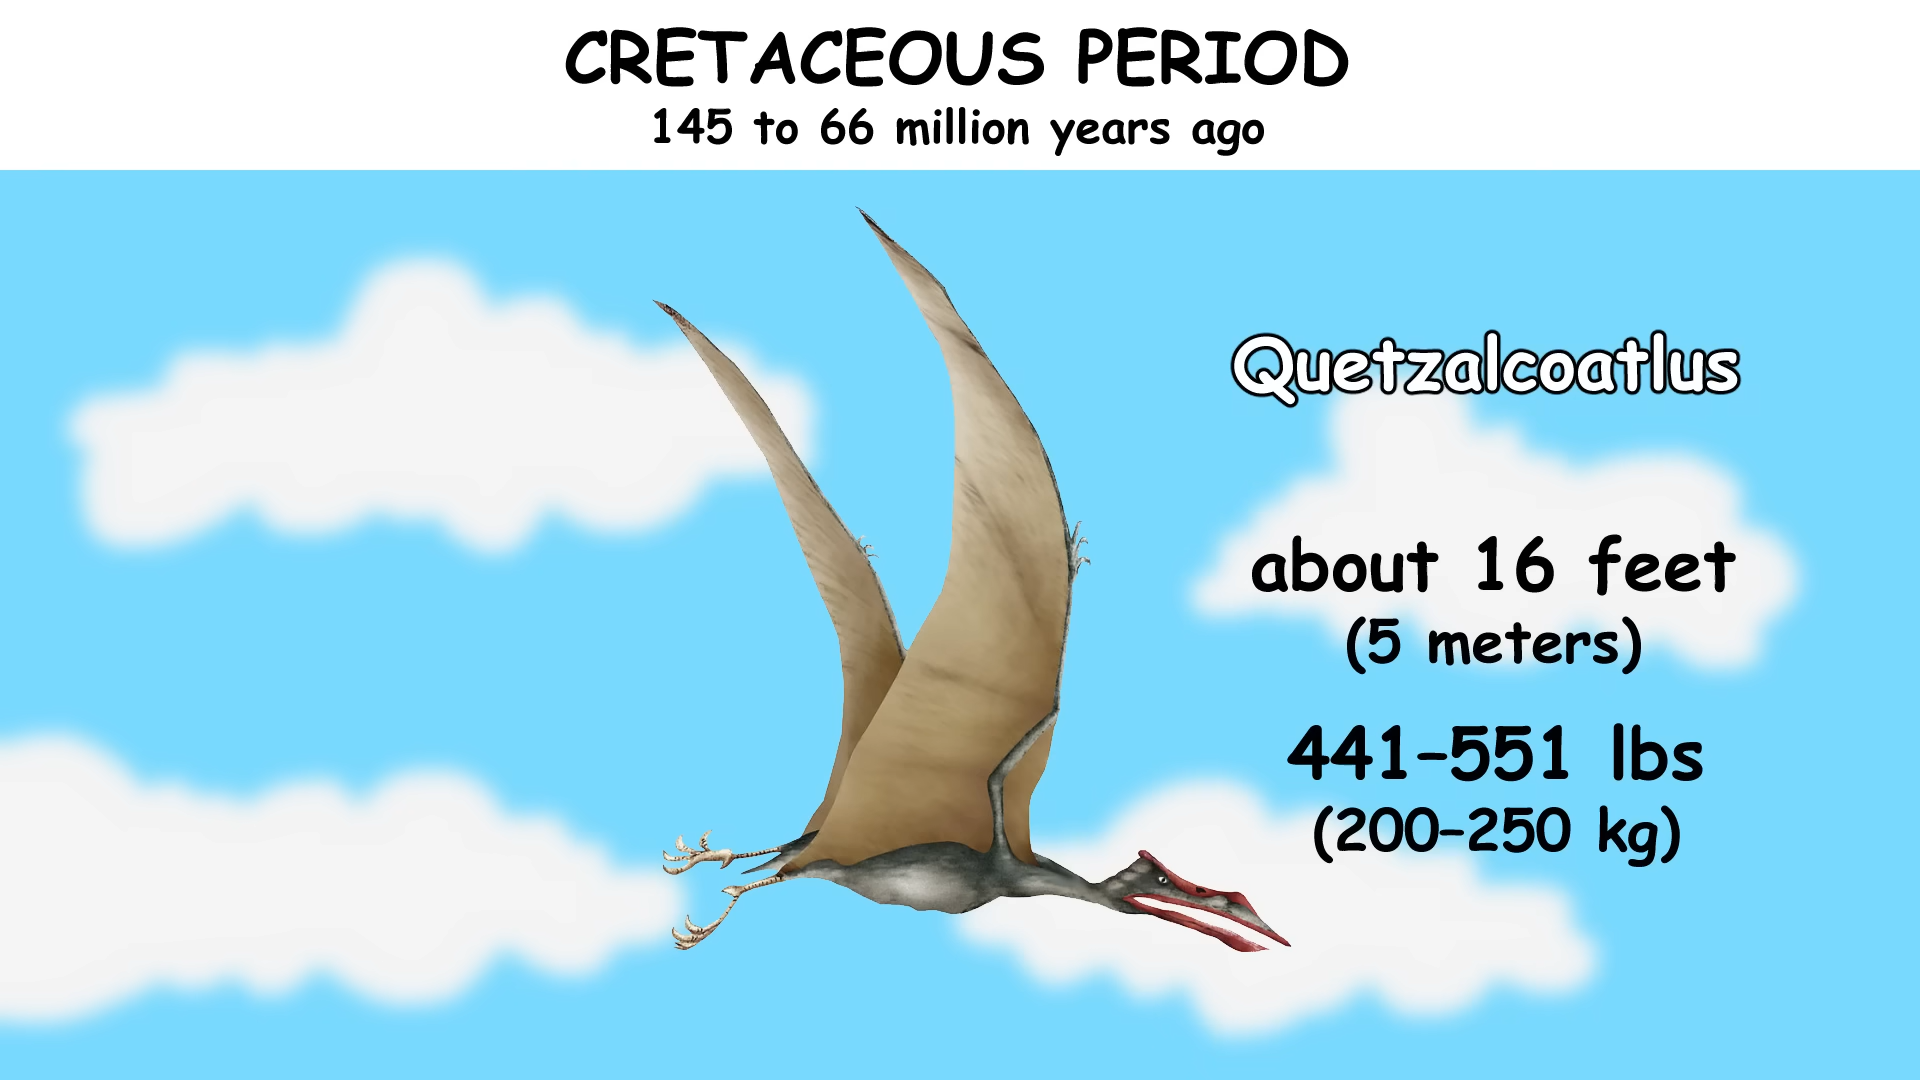 CRETACEOUS PERIOD
145 to 66 million years ago
Quetzalcoatlus
about 16 feet
(5 meters)
441–551 lbs
(200–250 kg)